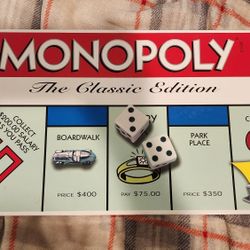 MONOPOLY
The Classic Edition
COLLECT
$200.00 SALARY
AS YOU PASS
BOARDWALK
PRICE $400
PAY $75.00
PARK
PLACE
PRICE $350